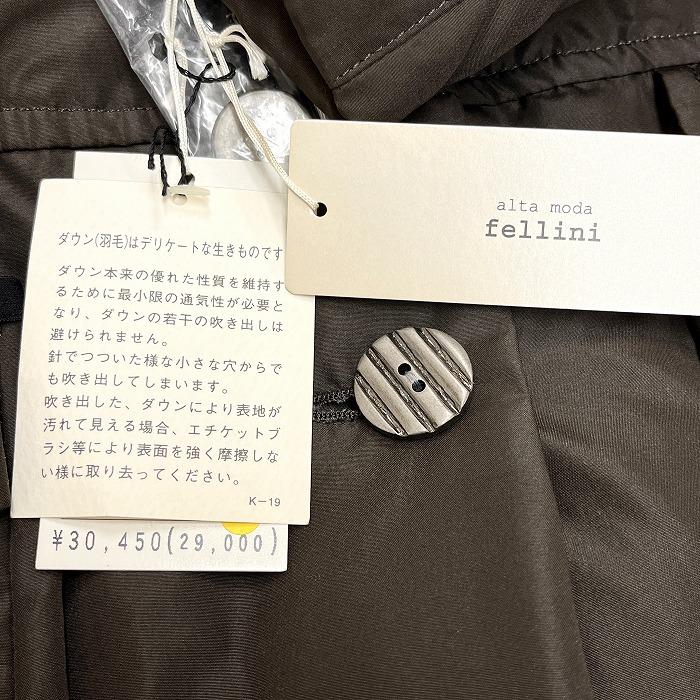 alta moda
fellini
ダウン(羽毛)はデリケートな生きものです
ダウン本来の優れた性質を維持す
るために最小限の通気性が必要と
なり、ダウンの若干の吹き出しは
避けられません。
針でつついた様な小さな穴からで
も吹き出してしまいます。
吹き出した、ダウンにより表地が
汚れて見える場合、エチケットブ
ラシ等により表面を強く摩擦しな
い様に取り去ってください。
K-19
¥30,450(29,000)